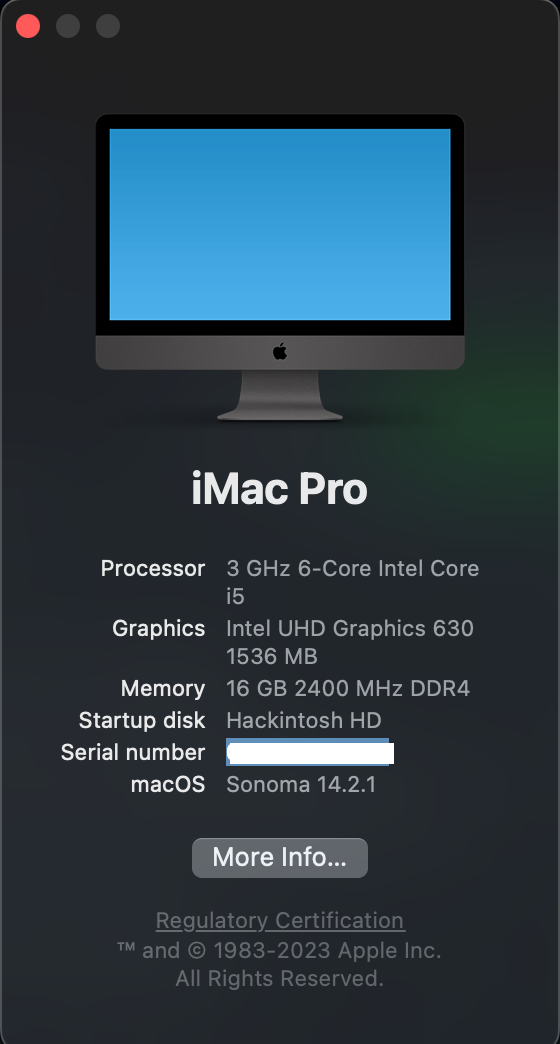 iMac Pro
Processor 3 GHz 6-Core Intel Core
i5
Graphics Intel UHD Graphics 630
1536 MB
Memory 16 GB 2400 MHz DDR4
Startup disk Hackintosh HD
Serial number
macOS Sonoma 14.2.1
More Info...
Regulatory Certification
™ and © 1983-2023 Apple Inc.
All Rights Reserved.